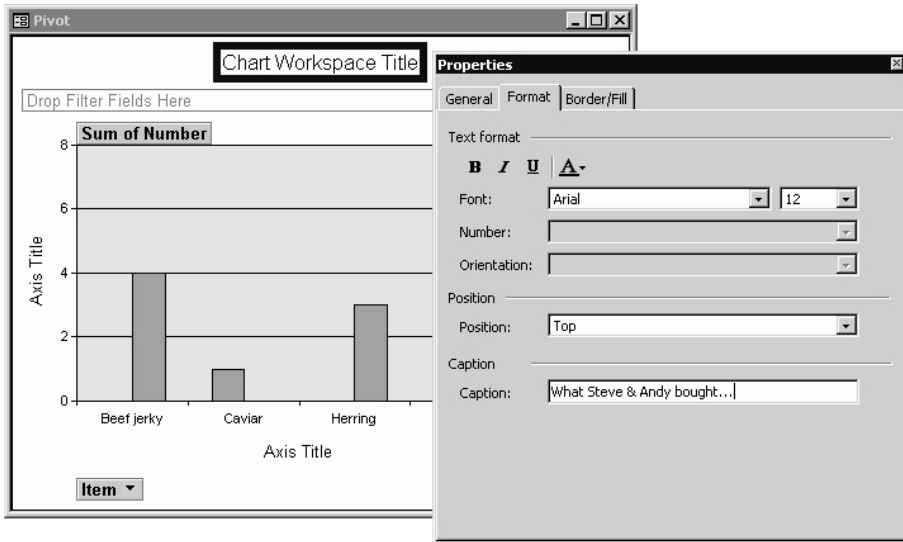 Pivot
Chart Workspace Title
Drop Filter Fields Here
Sum of Number
8
6
4
2
0
Axis Title
Beef jerky Caviar Herring
Axis Title
Item
Properties
General Format Border/Fill
Text format
B I U A
Font: Arial 12
Number:
Orientation:
Position
Position: Top
Caption
Caption: What Steve & Andy bought...